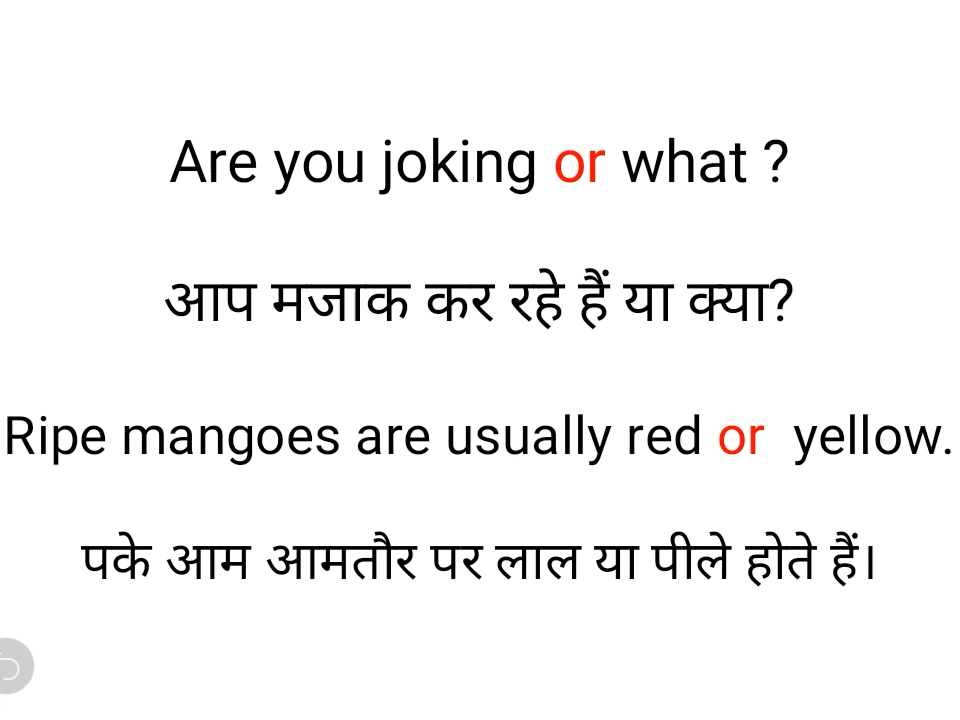 Are you joking or what ?
आप मजाक कर रहे हैं या क्या?
Ripe mangoes are usually red or  yellow.
पके आम आमतौर पर लाल या पीले होते हैं।